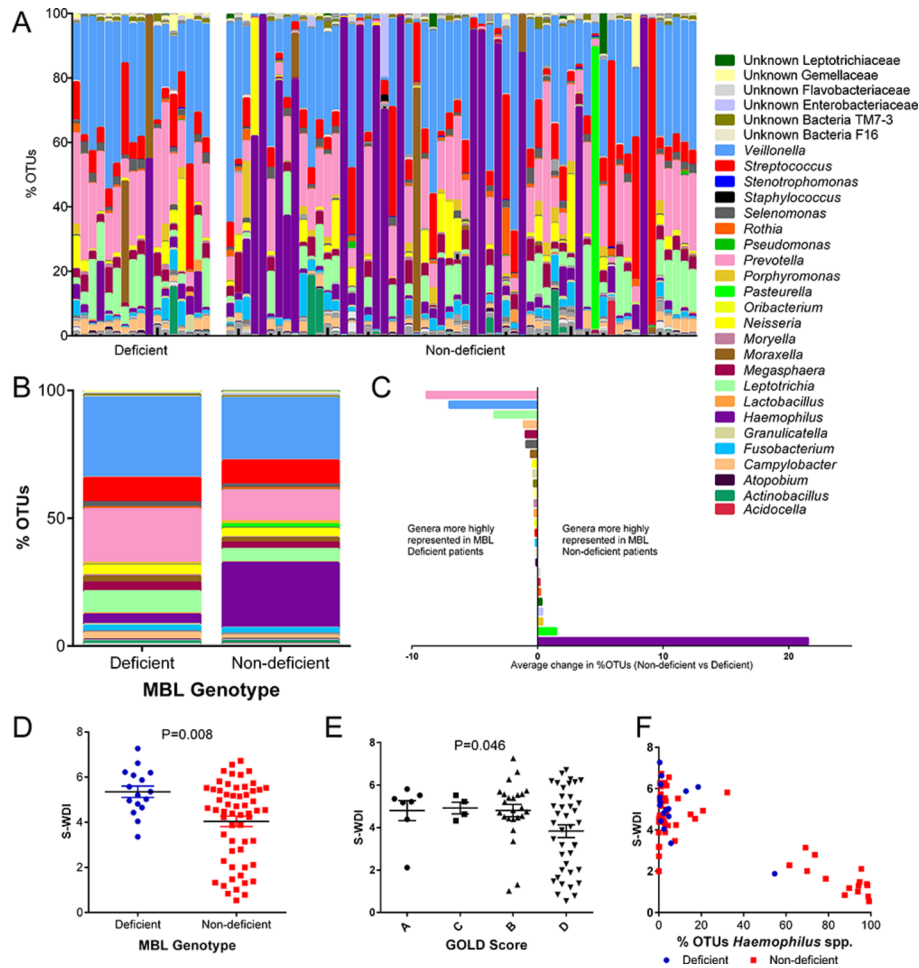 A
100
80
60
40
20
0
% OTUs
Deficient
Non-deficient
Unknown Leptotrichiaceae
Unknown Gemellaceae
Unknown Flavobacteriaceae
Unknown Enterobacteriaceae
Unknown Bacteria TM7-3
Unknown Bacteria F16
Veillonella
Streptococcus
Stenotrophomonas
Staphylococcus
Selenomonas
Rothia
Pseudomonas
Prevotella
Porphyromonas
Pasteurella
Oribacterium
Neisseria
Moryella
Moraxella
Megasphaera
Leptotrichia
Lactobacillus
Haemophilus
Granulicatella
Fusobacterium
Campylobacter
Atopobium
Actinobacillus
Acidocella
B
100
50
0
% OTUs
Deficient
Non-deficient
MBL Genotype
C
Genera more highly
represented in MBL
Deficient patients
Genera more highly
represented in MBL
Non-deficient patients
-10
0
10
20
Average change in %OTUs (Non-deficient vs Deficient)
D
P=0.008
8
6
4
2
0
S-WDI
Deficient
Non-deficient
MBL Genotype
E
P=0.046
8
6
4
2
0
S-WDI
A
C
B
D
GOLD Score
F
8
6
4
2
0
S-WDI
0
20
40
60
80
100
% OTUs Haemophilus spp.
Deficient
Non-deficient